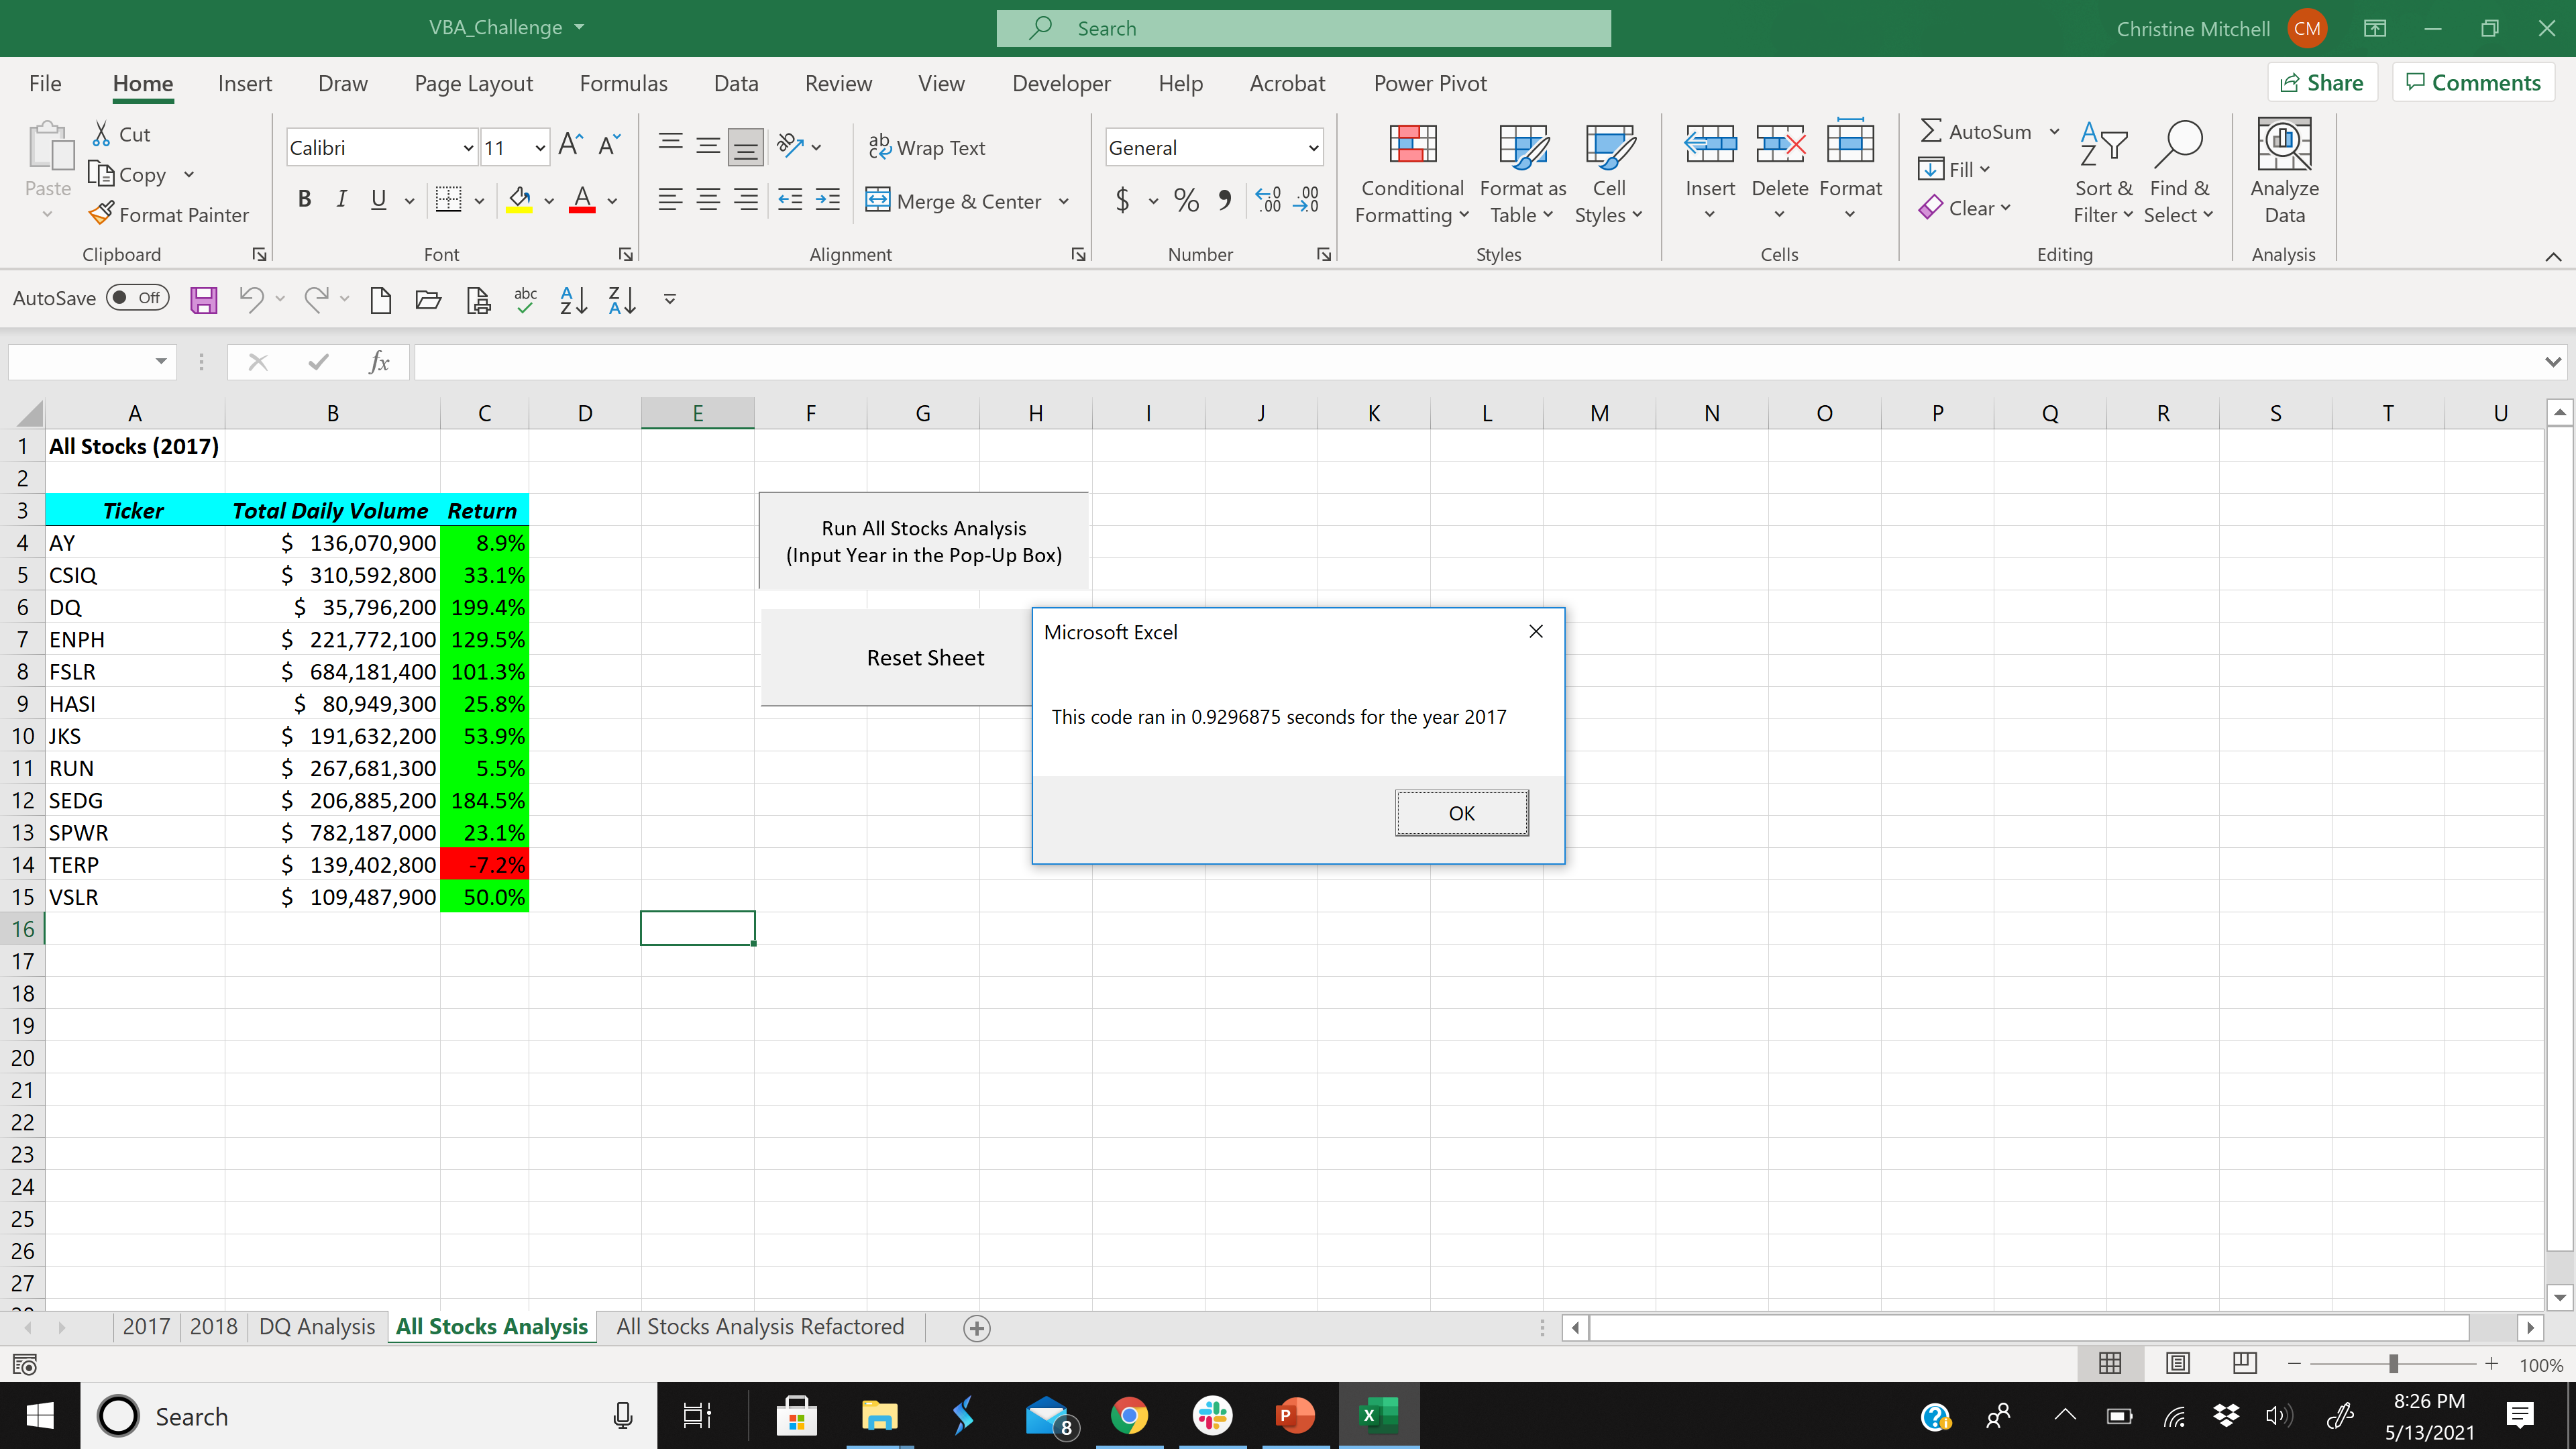 VBA_Challenge
Search
Christine Mitchell CM
File Home Insert Draw Page Layout Formulas Data Review View Developer Help Acrobat Power Pivot Share Comments
Paste
Cut
Copy
Format Painter
Clipboard
Calibri 11
B I U
Font
Wrap Text
Merge & Center
Alignment
General
$ % ,
Number
Conditional Formatting
Format as Table
Cell Styles
Styles
Insert Delete Format
Cells
AutoSum
Fill
Clear
Sort & Filter
Find & Select
Editing
Analyze Data
Analysis
AutoSave Off
fx
A B C D E F G H I J K L M N O P Q R S T U
1 All Stocks (2017)
2
3 Ticker Total Daily Volume Return
4 AY $ 136,070,900 8.9%
5 CSIQ $ 310,592,800 33.1%
6 DQ $ 35,796,200 199.4%
7 ENPH $ 221,772,100 129.5%
8 FSLR $ 684,181,400 101.3%
9 HASI $ 80,949,300 25.8%
10 JKS $ 191,632,200 53.9%
11 RUN $ 267,681,300 5.5%
12 SEDG $ 206,885,200 184.5%
13 SPWR $ 782,187,000 23.1%
14 TERP $ 139,402,800 -7.2%
15 VSLR $ 109,487,900 50.0%
16
17
18
19
20
21
22
23
24
25
26
27
Run All Stocks Analysis
(Input Year in the Pop-Up Box)
Reset Sheet
Microsoft Excel
This code ran in 0.9296875 seconds for the year 2017
OK
2017 2018 DQ Analysis All Stocks Analysis All Stocks Analysis Refactored
100%
Search
8
8:26 PM
5/13/2021